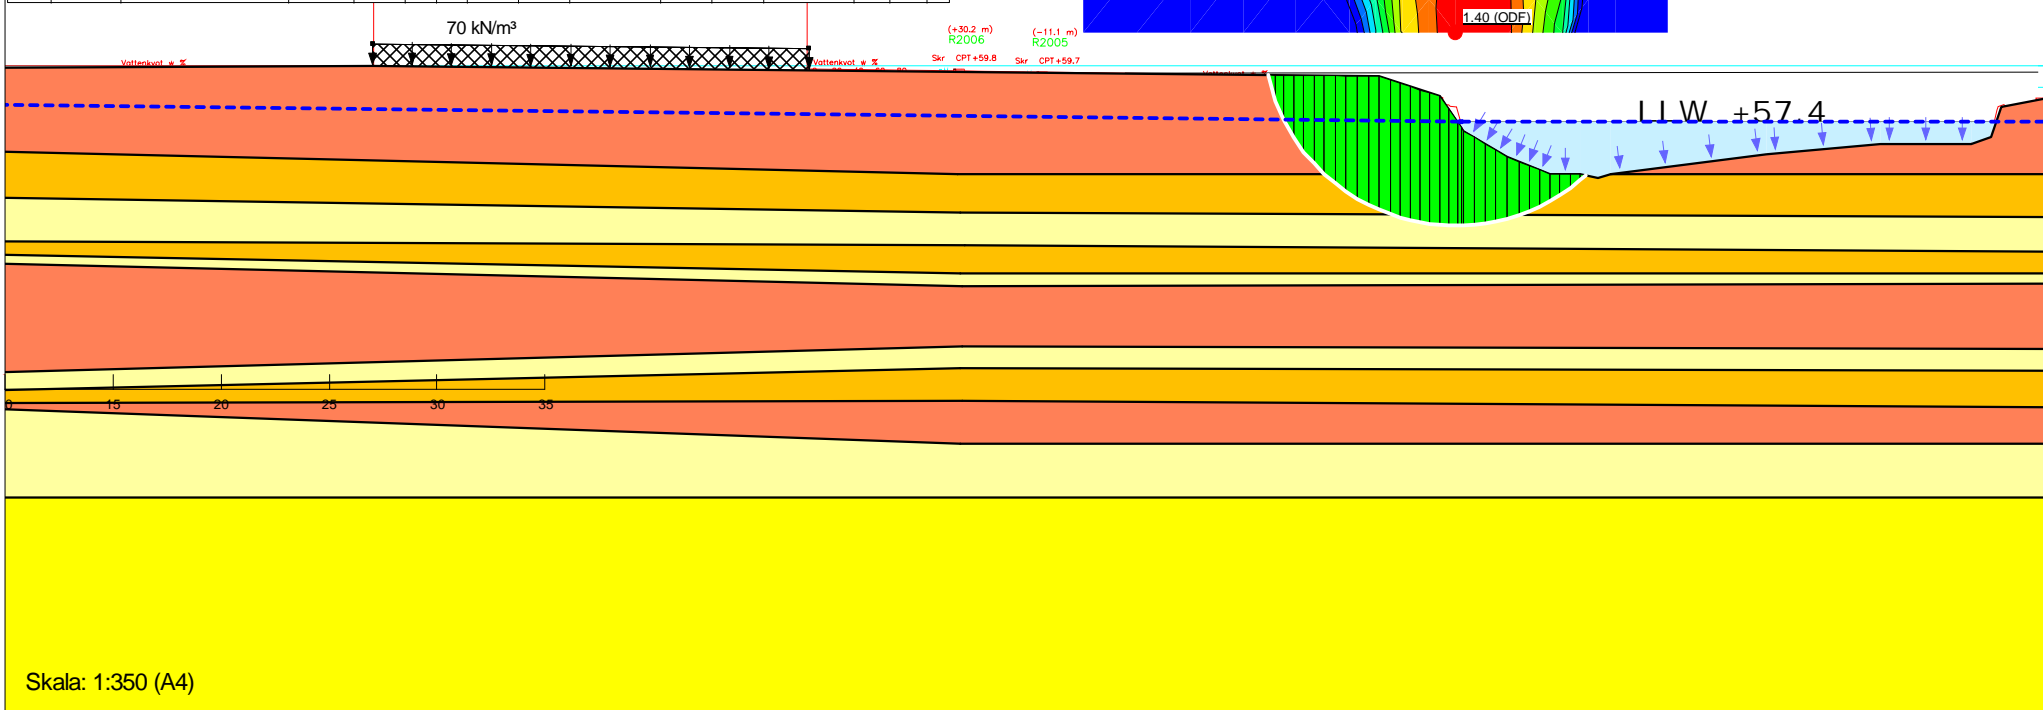 1.40 (ODF)
70 kN/m³
(+30.2 m)
R2006
(-11.1 m)
R2005
Skr CPT+59.8
Skr CPT+59.7
Vattenkvot w %
Vattenkvot w %
LLW +57.4
15
20
25
30
35
Skala: 1:350 (A4)